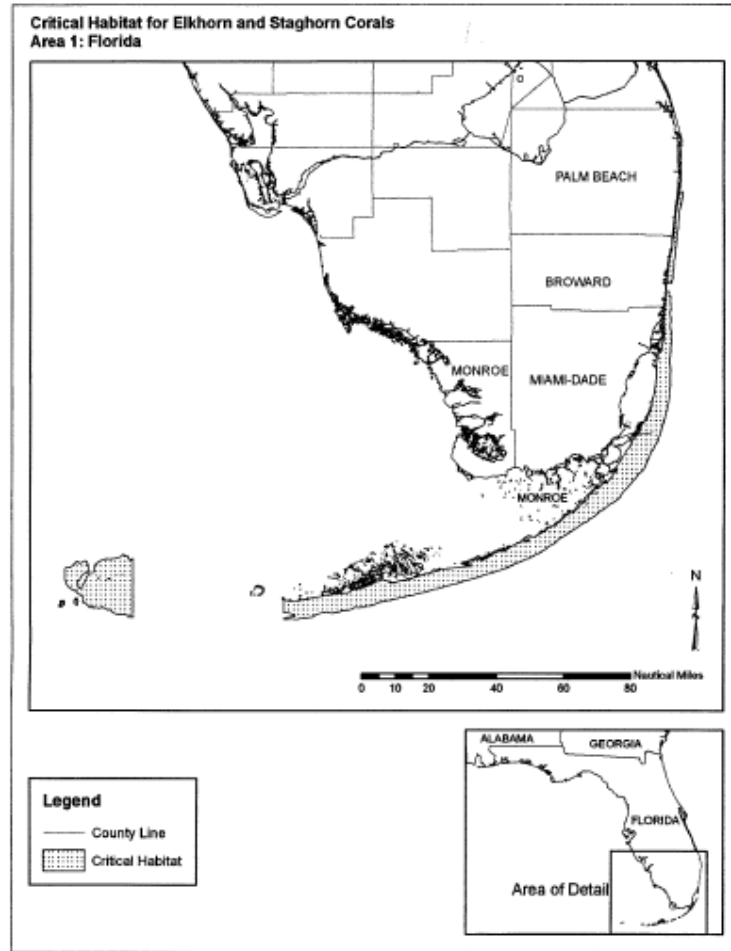 Critical Habitat for Elkhorn and Staghorn Corals
Area 1: Florida
PALM BEACH
BROWARD
MONROE
MIAMI-DADE
MONROE
N
Nautical Miles
0 10 20 40 60 80
ALABAMA
GEORGIA
FLORIDA
Area of Detail
Legend
County Line
Critical Habitat